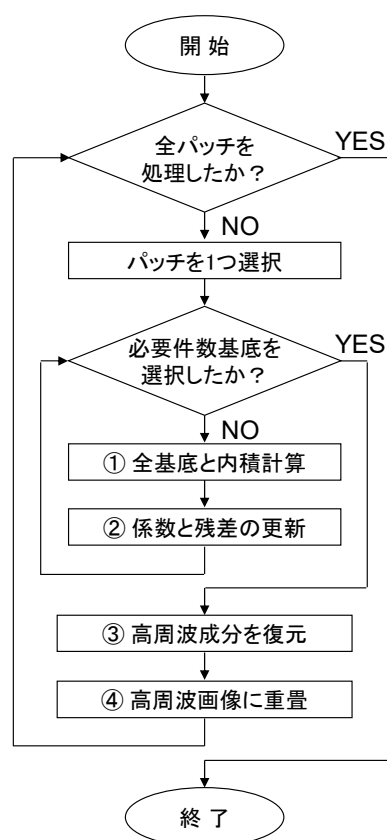 開 始
全パッチを
処理したか？
YES
NO
パッチを1つ選択
必要件数基底を
選択したか？
YES
NO
① 全基底と内積計算
② 係数と残差の更新
③ 高周波成分を復元
④ 高周波画像に重畳
終 了